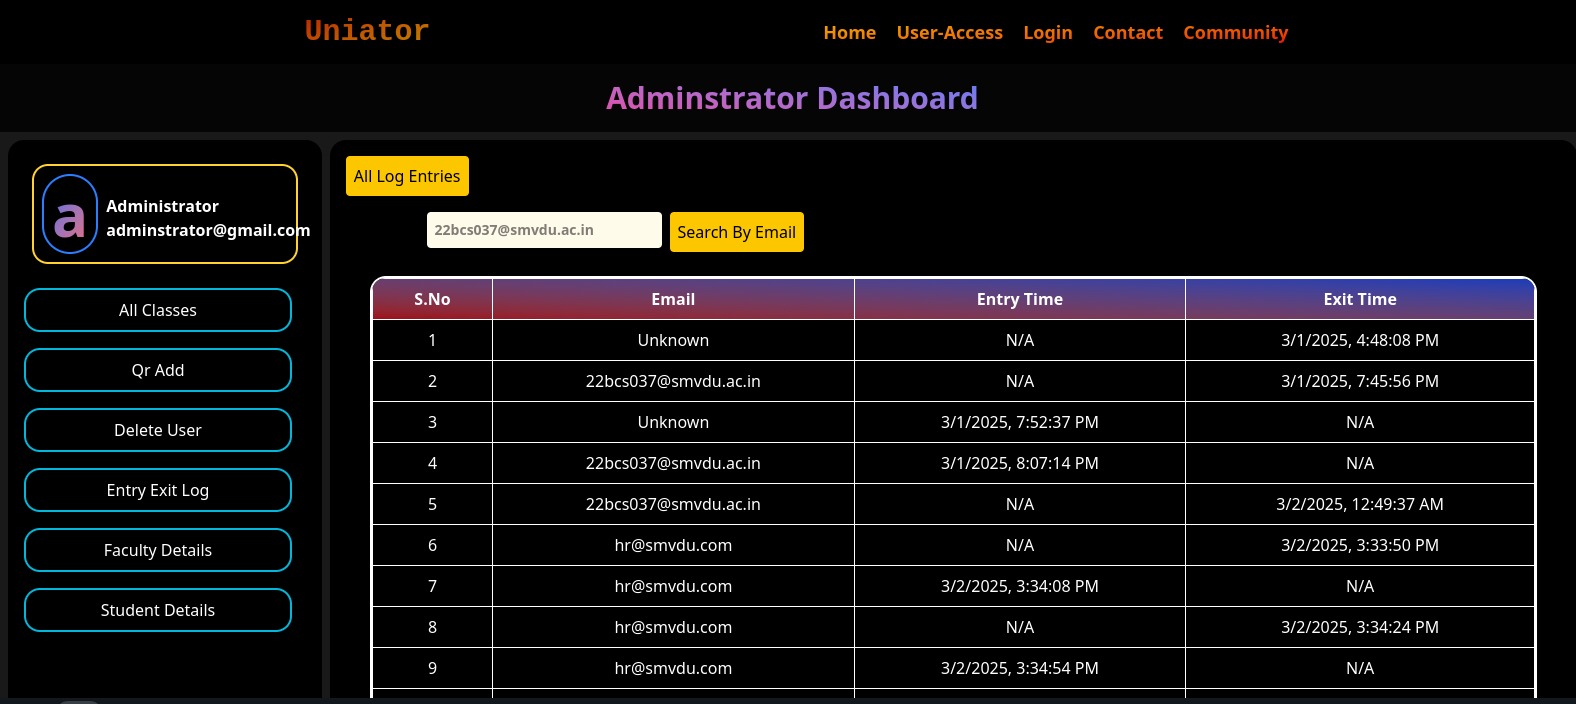 Uniator
Home User-Access Login Contact Community
Adminstrator Dashboard
a
Administrator
adminstrator@gmail.com
All Classes
Qr Add
Delete User
Entry Exit Log
Faculty Details
Student Details
All Log Entries
22bcs037@smvdu.ac.in Search By Email
S.No Email Entry Time Exit Time
1 Unknown N/A 3/1/2025, 4:48:08 PM
2 22bcs037@smvdu.ac.in N/A 3/1/2025, 7:45:56 PM
3 Unknown 3/1/2025, 7:52:37 PM N/A
4 22bcs037@smvdu.ac.in 3/1/2025, 8:07:14 PM N/A
5 22bcs037@smvdu.ac.in N/A 3/2/2025, 12:49:37 AM
6 hr@smvdu.com N/A 3/2/2025, 3:33:50 PM
7 hr@smvdu.com 3/2/2025, 3:34:08 PM N/A
8 hr@smvdu.com N/A 3/2/2025, 3:34:24 PM
9 hr@smvdu.com 3/2/2025, 3:34:54 PM N/A